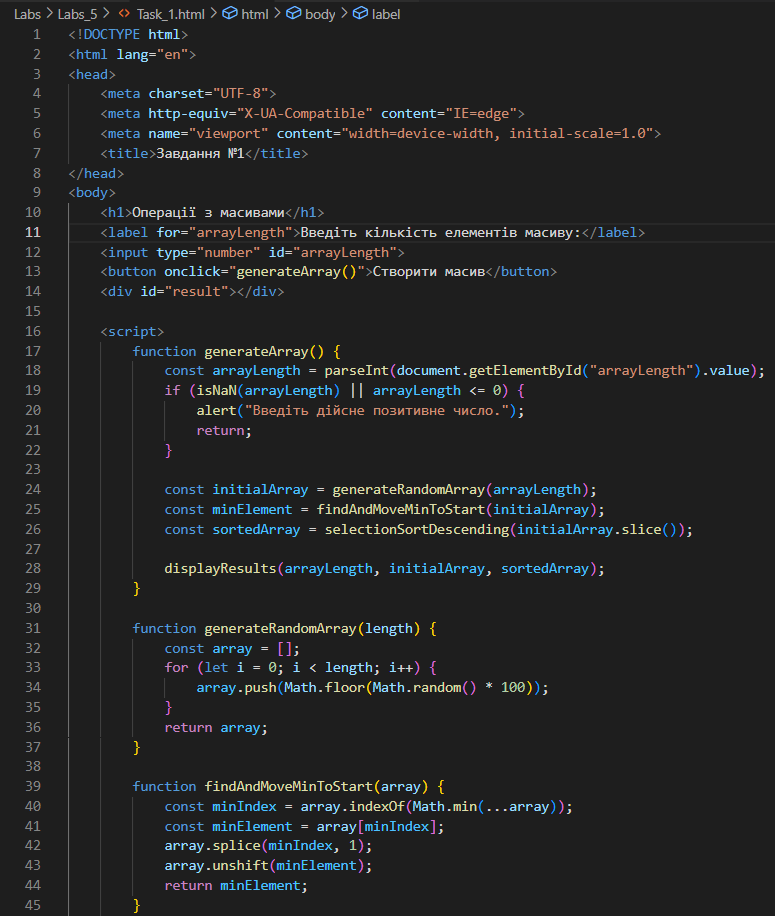 Labs > Labs_5 > <> Task_1.html > html > body > label
1 <!DOCTYPE html>
2 <html lang="en">
3 <head>
4     <meta charset="UTF-8">
5     <meta http-equiv="X-UA-Compatible" content="IE=edge">
6     <meta name="viewport" content="width=device-width, initial-scale=1.0">
7     <title>Завдання №1</title>
8 </head>
9 <body>
10     <h1>Операції з масивами</h1>
11     <label for="arrayLength">Введіть кількість елементів масиву:</label>
12     <input type="number" id="arrayLength">
13     <button onclick="generateArray()">Створити масив</button>
14     <div id="result"></div>
15
16     <script>
17         function generateArray() {
18             const arrayLength = parseInt(document.getElementById("arrayLength").value);
19             if (isNaN(arrayLength) || arrayLength <= 0) {
20                 alert("Введіть дійсне позитивне число.");
21                 return;
22             }
23
24             const initialArray = generateRandomArray(arrayLength);
25             const minElement = findAndMoveMinToStart(initialArray);
26             const sortedArray = selectionSortDescending(initialArray.slice());
27
28             displayResults(arrayLength, initialArray, sortedArray);
29         }
30
31         function generateRandomArray(length) {
32             const array = [];
33             for (let i = 0; i < length; i++) {
34                 array.push(Math.floor(Math.random() * 100));
35             }
36             return array;
37         }
38
39         function findAndMoveMinToStart(array) {
40             const minIndex = array.indexOf(Math.min(...array));
41             const minElement = array[minIndex];
42             array.splice(minIndex, 1);
43             array.unshift(minElement);
44             return minElement;
45         }